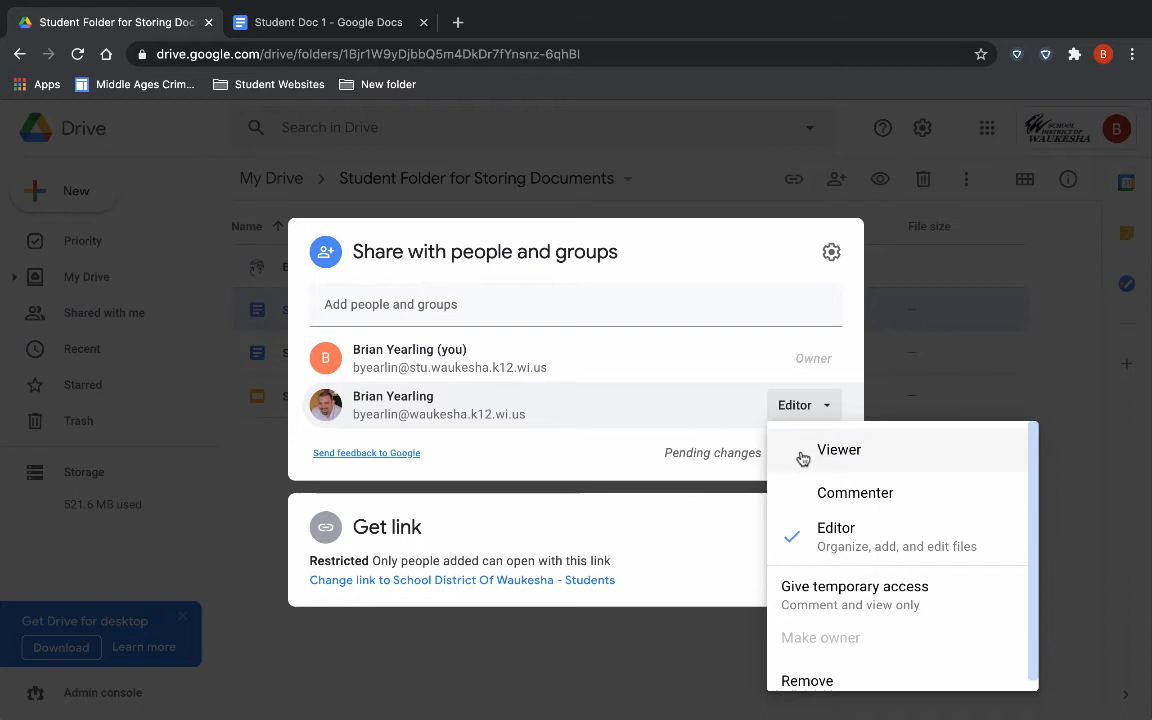 Student Folder for Storing Doc
Student Doc 1 - Google Docs
drive.google.com/drive/folders/1Bjr1W9yDjbbQ5m4DkDr7fYnsnz-6qhBI
B
Apps
Middle Ages Crim...
Student Websites
New folder
Drive
Search in Drive
SCHOOL
DISTRICT OF
WAUKESHA
B
New
My Drive
Student Folder for Storing Documents
Name
File size
Priority
My Drive
Shared with me
Recent
Starred
Trash
Storage
521.6 MB used
Get Drive for desktop
Download
Learn more
Admin console
Share with people and groups
Add people and groups
B
Brian Yearling (you)
byearlin@stu.waukesha.k12.wi.us
Owner
Brian Yearling
byearlin@waukesha.k12.wi.us
Editor
Send feedback to Google
Pending changes
Get link
Restricted Only people added can open with this link
Change link to School District Of Waukesha - Students
Viewer
Commenter
Editor
Organize, add, and edit files
Give temporary access
Comment and view only
Make owner
Remove